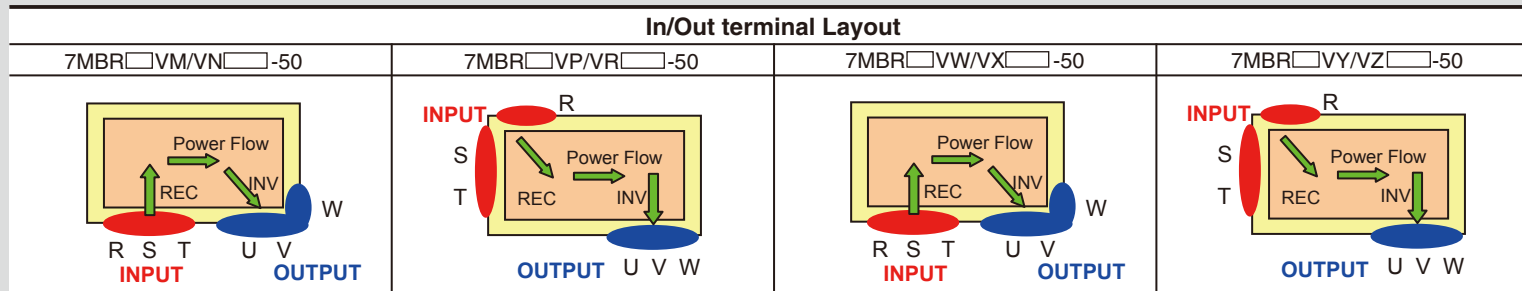 In/Out terminal Layout
7MBR□VM/VN□-50
7MBR□VP/VR□-50
7MBR□VW/VX□-50
7MBR□VY/VZ□-50
Power Flow
REC
INV
W
R S T
U V
INPUT
OUTPUT
INPUT
R
S
T
Power Flow
REC
INV
OUTPUT
U V W
Power Flow
REC
INV
W
R S T
U V
INPUT
OUTPUT
INPUT
R
S
T
Power Flow
REC
INV
OUTPUT
U V W